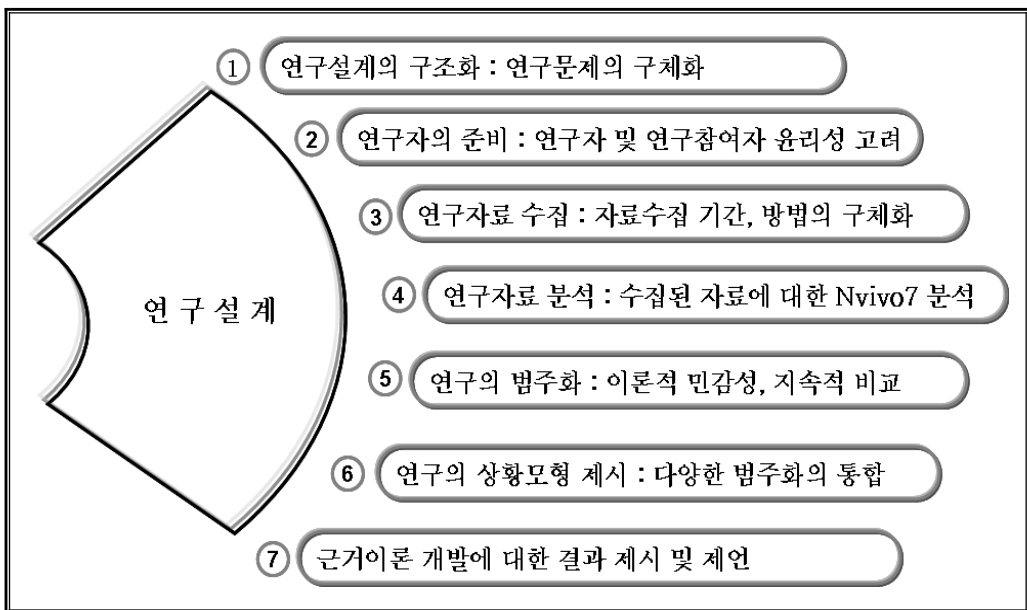 ① 연구설계의 구조화 : 연구문제의 구체화
② 연구자의 준비 : 연구자 및 연구참여자 윤리성 고려
③ 연구자료 수집 : 자료수집 기간, 방법의 구체화
연 구 설 계
④ 연구자료 분석 : 수집된 자료에 대한 Nvivo7 분석
⑤ 연구의 범주화 : 이론적 민감성, 지속적 비교
⑥ 연구의 상황모형 제시 : 다양한 범주화의 통합
⑦ 근거이론 개발에 대한 결과 제시 및 제언